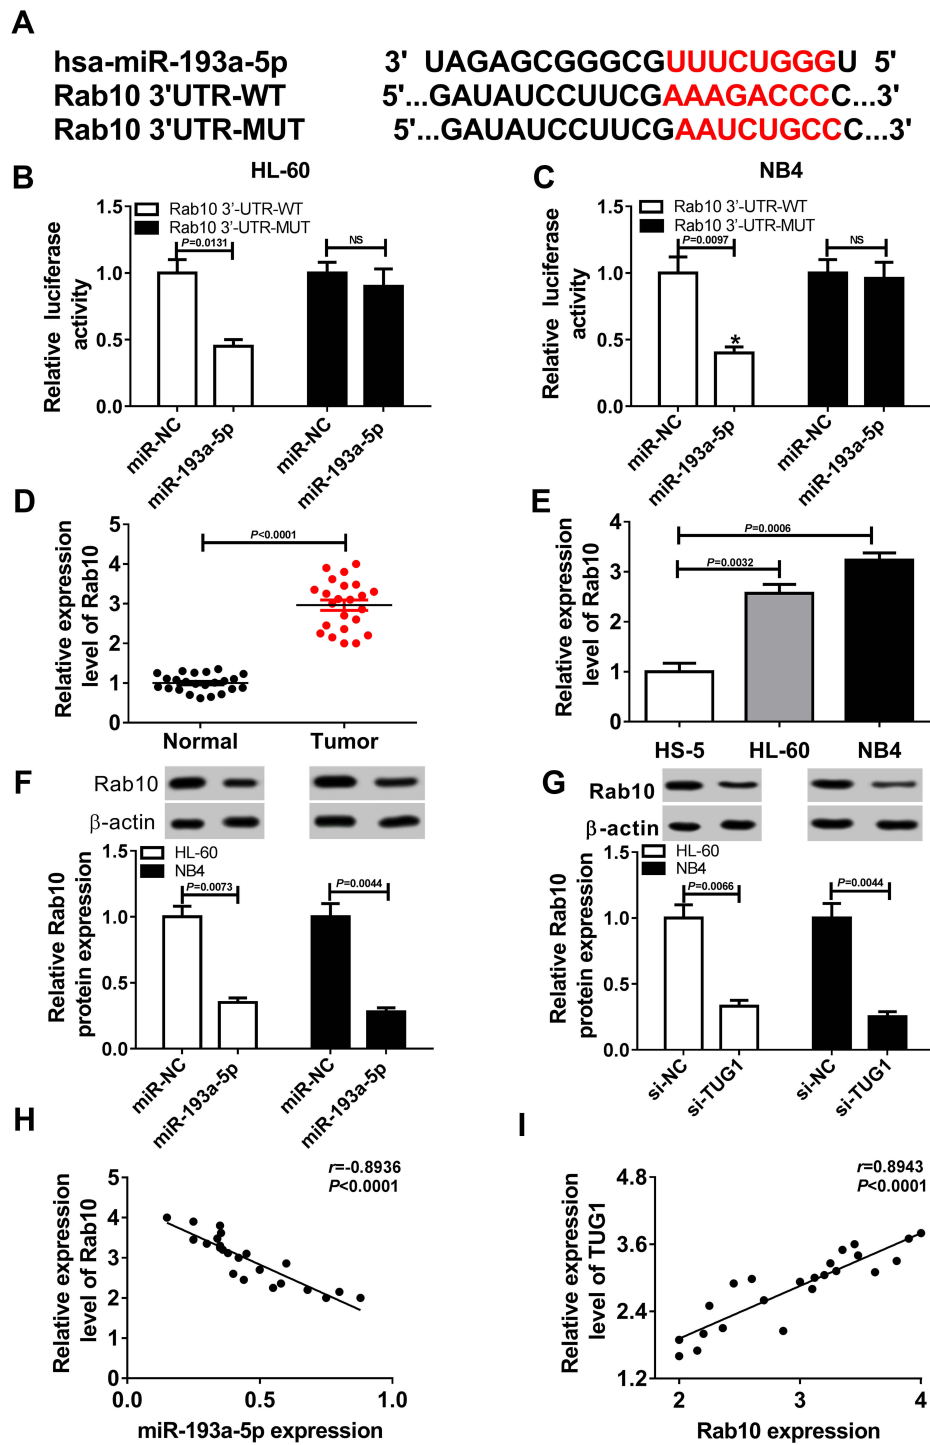 A
hsa-miR-193a-5p 3' UAGAGCGGGCGUUUCUGGGU 5'
Rab10 3'UTR-WT 5'...GAUAUCCUUCGAAAGACCCC...3'
Rab10 3'UTR-MUT 5'...GAUAUCCUUCGAAUCUGCCC...3'
B
HL-60
Rab10 3'-UTR-WT
Rab10 3'-UTR-MUT
P=0.0131
NS
Relative luciferase
activity
1.5
1.0
0.5
0.0
miR-NC
miR-193a-5p
miR-NC
miR-193a-5p
C
NB4
Rab10 3'-UTR-WT
Rab10 3'-UTR-MUT
P=0.0097
NS
*
Relative luciferase
activity
1.5
1.0
0.5
0.0
miR-NC
miR-193a-5p
miR-NC
miR-193a-5p
D
P<0.0001
Relative expression
level of Rab10
5
4
3
2
1
0
Normal
Tumor
E
P=0.0006
P=0.0032
Relative expression
level of Rab10
4
3
2
1
0
HS-5
HL-60
NB4
F
Rab10
β-actin
HL-60
NB4
P=0.0073
P=0.0044
Relative Rab10
protein expression
1.5
1.0
0.5
0.0
miR-NC
miR-193a-5p
miR-NC
miR-193a-5p
G
Rab10
β-actin
HL-60
NB4
P=0.0066
P=0.0044
Relative Rab10
protein expression
1.5
1.0
0.5
0.0
si-NC
si-TUG1
si-NC
si-TUG1
H
r=-0.8936
P<0.0001
Relative expression
level of Rab10
5
4
3
2
1
0
0.0
0.5
1.0
miR-193a-5p expression
I
r=0.8943
P<0.0001
Relative expression
level of TUG1
4.8
3.6
2.4
1.2
2
3
4
Rab10 expression